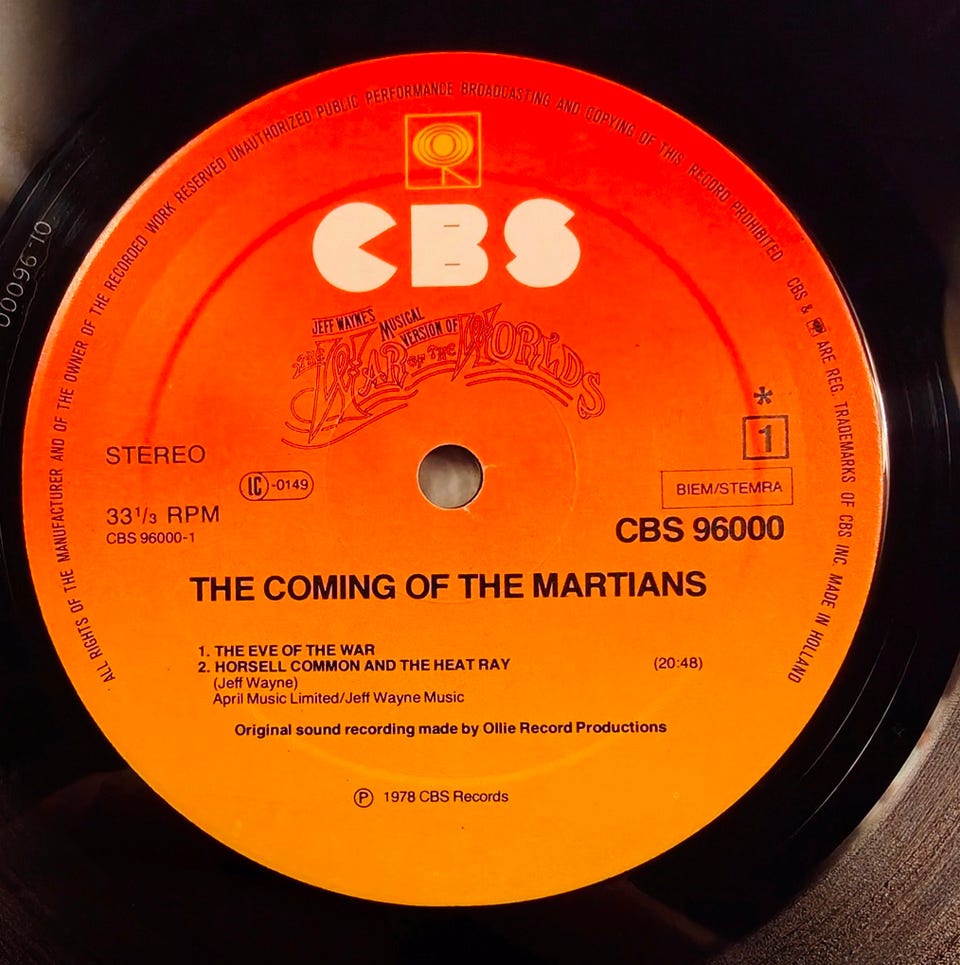 ALL RIGHTS OF THE MANUFACTURER AND OF THE OWNER OF THE RECORDED WORK RESERVED UNAUTHORIZED PUBLIC PERFORMANCE BROADCASTING AND COPYING OF THIS RECORD PROHIBITED
CBS & ARE REG. TRADEMARKS OF CBS INC. MADE IN HOLLAND
CBS
JEFF WAYNE'S MUSICAL VERSION OF
THE WAR OF THE WORLDS
*
1
STEREO
IC -0149
BIEM/STEMRA
33 1/3 RPM
CBS 96000
CBS 96000-1
THE COMING OF THE MARTIANS
1. THE EVE OF THE WAR
2. HORSELL COMMON AND THE HEAT RAY (20:48)
(Jeff Wayne)
April Music Limited/Jeff Wayne Music
Original sound recording made by Ollie Record Productions
Ⓟ 1978 CBS Records